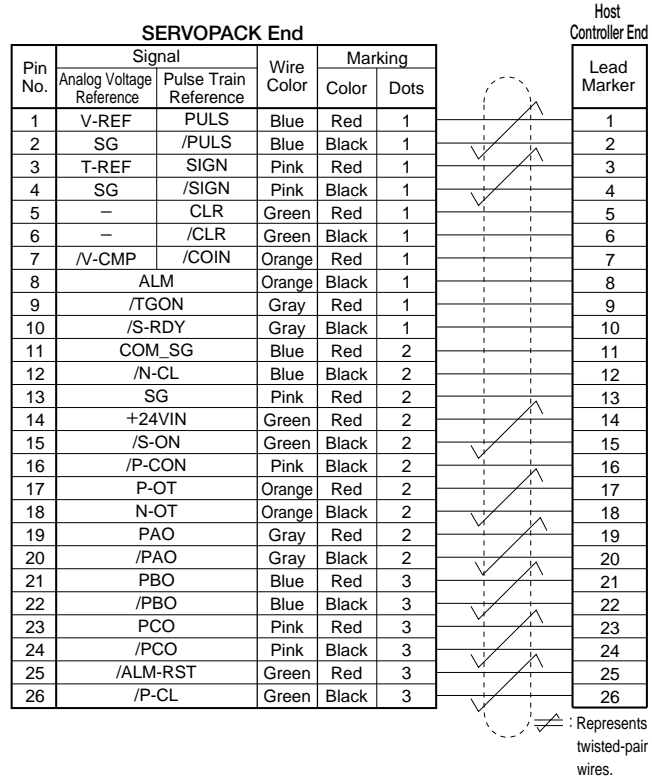 SERVOPACK End
Host
Controller End
Pin No. Signal Wire Color Marking Lead Marker
Analog Voltage Reference Pulse Train Reference Color Dots
1 V-REF PULS Blue Red 1 1
2 SG /PULS Blue Black 1 2
3 T-REF SIGN Pink Red 1 3
4 SG /SIGN Pink Black 1 4
5 − CLR Green Red 1 5
6 − /CLR Green Black 1 6
7 /V-CMP /COIN Orange Red 1 7
8 ALM Orange Black 1 8
9 /TGON Gray Red 1 9
10 /S-RDY Gray Black 1 10
11 COM_SG Blue Red 2 11
12 /N-CL Blue Black 2 12
13 SG Pink Red 2 13
14 +24VIN Green Red 2 14
15 /S-ON Green Black 2 15
16 /P-CON Pink Black 2 16
17 P-OT Orange Red 2 17
18 N-OT Orange Black 2 18
19 PAO Gray Red 2 19
20 /PAO Gray Black 2 20
21 PBO Blue Red 3 21
22 /PBO Blue Black 3 22
23 PCO Pink Red 3 23
24 /PCO Pink Black 3 24
25 /ALM-RST Green Red 3 25
26 /P-CL Green Black 3 26
: Represents
twisted-pair
wires.